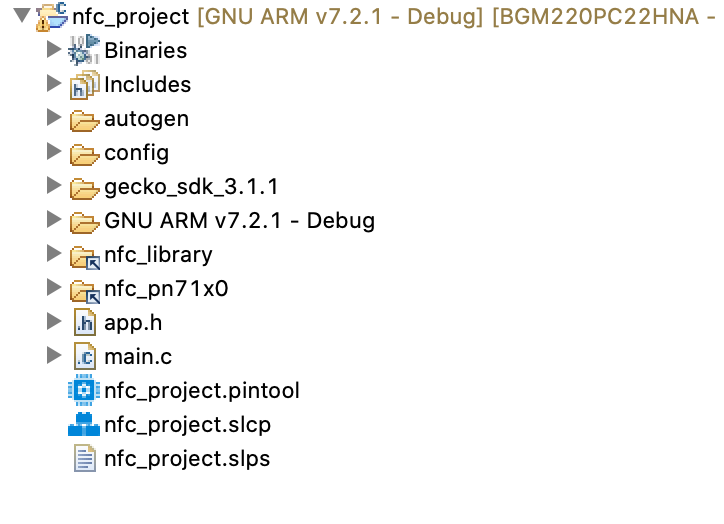 nfc_project [GNU ARM v7.2.1 - Debug] [BGM220PC22HNA -
Binaries
Includes
autogen
config
gecko_sdk_3.1.1
GNU ARM v7.2.1 - Debug
nfc_library
nfc_pn71x0
.h app.h
.c main.c
nfc_project.pintool
nfc_project.slcp
nfc_project.slps